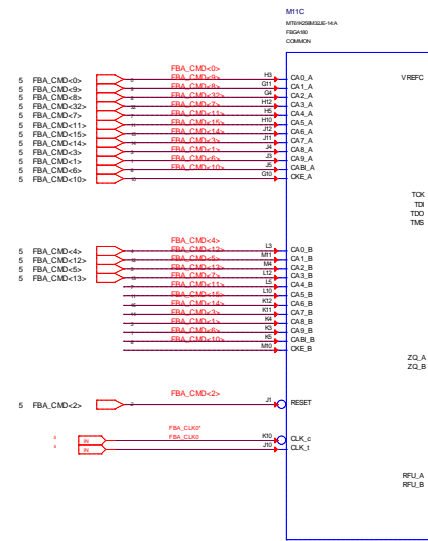 M11C
FBGA180
COMMON
FBA_CMD<0>
5 FBA_CMD<0> H3 CA0_A VREFC
FBA_CMD<9>
5 FBA_CMD<9> G11 CA1_A
FBA_CMD<8>
5 FBA_CMD<8> G4 CA2_A
FBA_CMD<32>
5 FBA_CMD<32> H12 CA3_A
FBA_CMD<7>
5 FBA_CMD<7> H5 CA4_A
FBA_CMD<11>
5 FBA_CMD<11> H10 CA5_A
FBA_CMD<15>
5 FBA_CMD<15> J12 CA6_A
FBA_CMD<14>
5 FBA_CMD<14> J11 CA7_A
FBA_CMD<3>
5 FBA_CMD<3> J4 CA8_A
FBA_CMD<1>
5 FBA_CMD<1> J3 CA9_A
FBA_CMD<6>
5 FBA_CMD<6> J5 CABI_A
FBA_CMD<10>
5 FBA_CMD<10> G10 CKE_A
TCK
TDI
TDO
TMS
FBA_CMD<4>
5 FBA_CMD<4> L3 CA0_B
FBA_CMD<12>
5 FBA_CMD<12> M11 CA1_B
FBA_CMD<5>
5 FBA_CMD<5> M4 CA2_B
FBA_CMD<13>
5 FBA_CMD<13> L12 CA3_B
FBA_CMD<7>
L5 CA4_B
FBA_CMD<11>
L10 CA5_B
FBA_CMD<15>
K12 CA6_B
FBA_CMD<14>
K11 CA7_B
FBA_CMD<3>
K4 CA8_B
FBA_CMD<1>
K3 CA9_B
FBA_CMD<6>
K5 CABI_B
FBA_CMD<10>
M10 CKE_B
ZQ_A
ZQ_B
FBA_CMD<2>
5 FBA_CMD<2> J1 RESET
FBA_CLK0*
IN K10 CLK_c
FBA_CLK0
IN J10 CLK_t
RFU_A
RFU_B